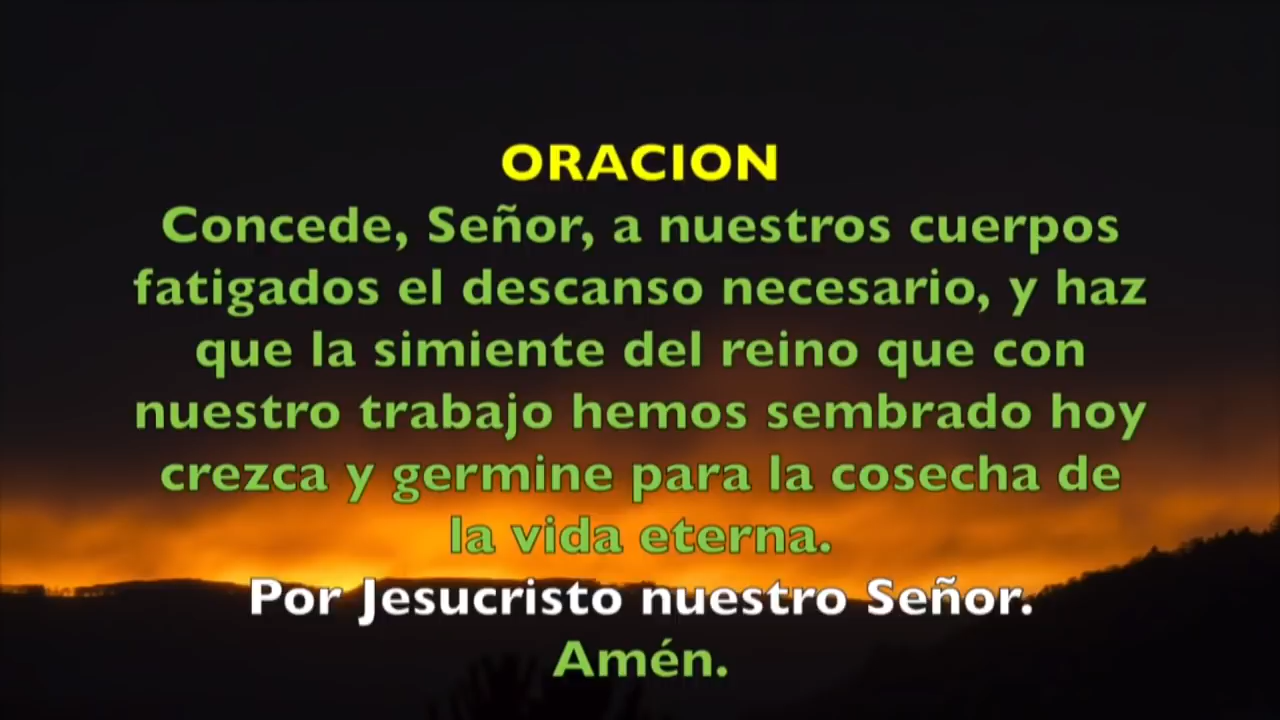 ORACION
Concede, Señor, a nuestros cuerpos
fatigados el descanso necesario, y haz
que la simiente del reino que con
nuestro trabajo hemos sembrado hoy
crezca y germine para la cosecha de
la vida eterna.
Por Jesucristo nuestro Señor.
Amén.